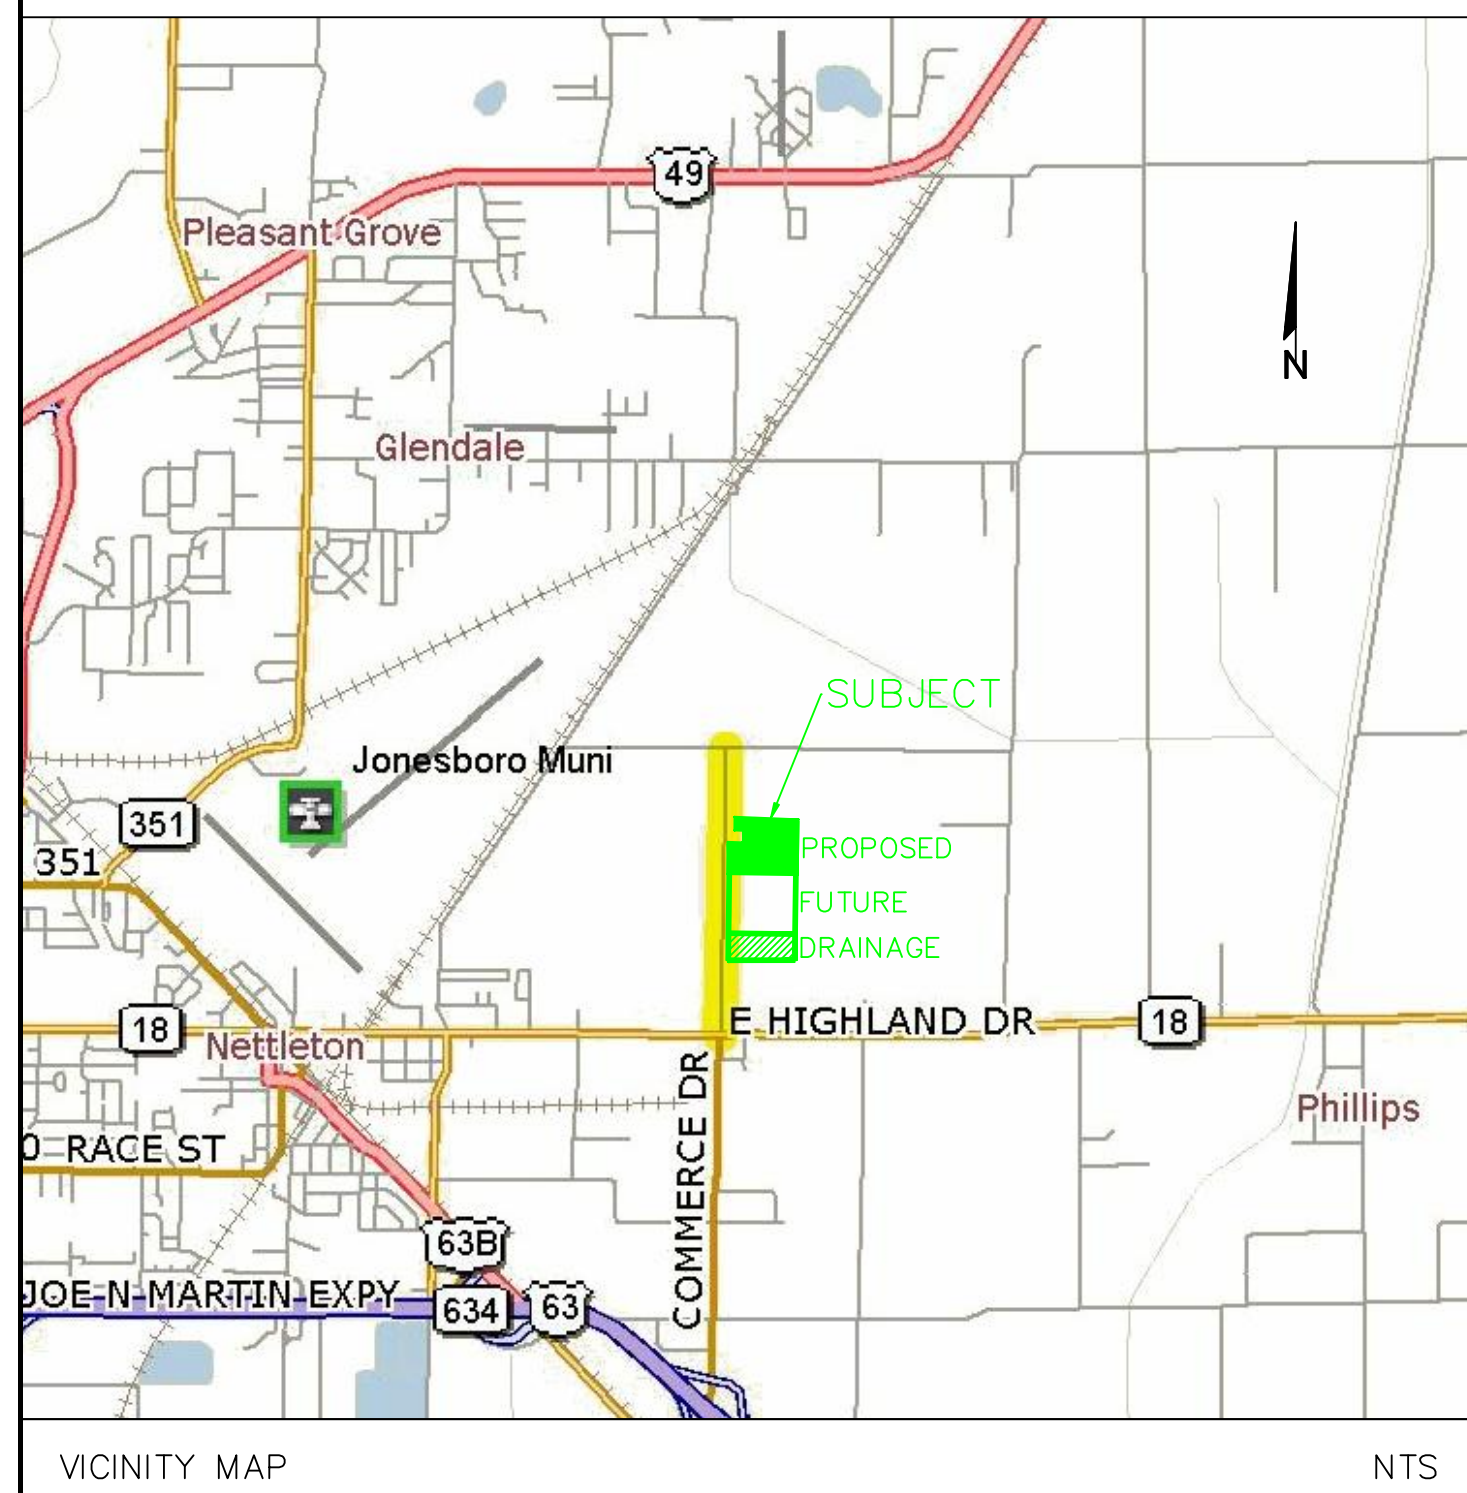 49
Pleasant Grove
N
Glendale
SUBJECT
Jonesboro Muni
351
351
PROPOSED
FUTURE
DRAINAGE
18
E HIGHLAND DR
18
Nettleton
COMMERCE DR
Phillips
RACE ST
63B
JOE N MARTIN EXPY
634
63
VICINITY MAP
NTS